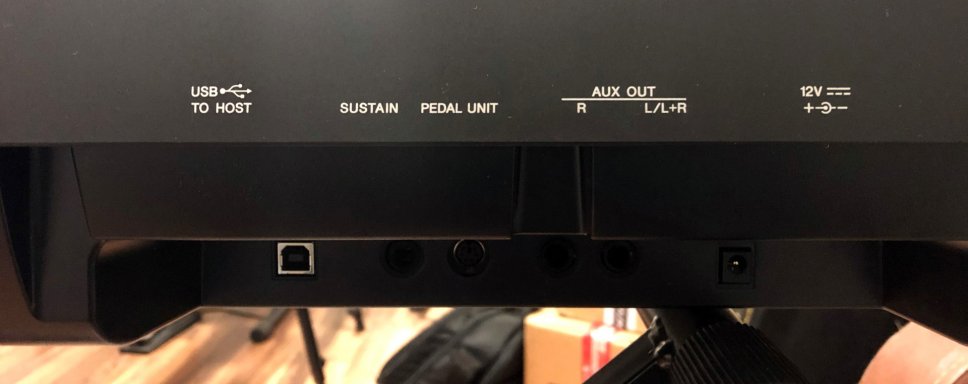 USB
TO HOST
SUSTAIN
PEDAL UNIT
AUX OUT
R
L/L+R
12V